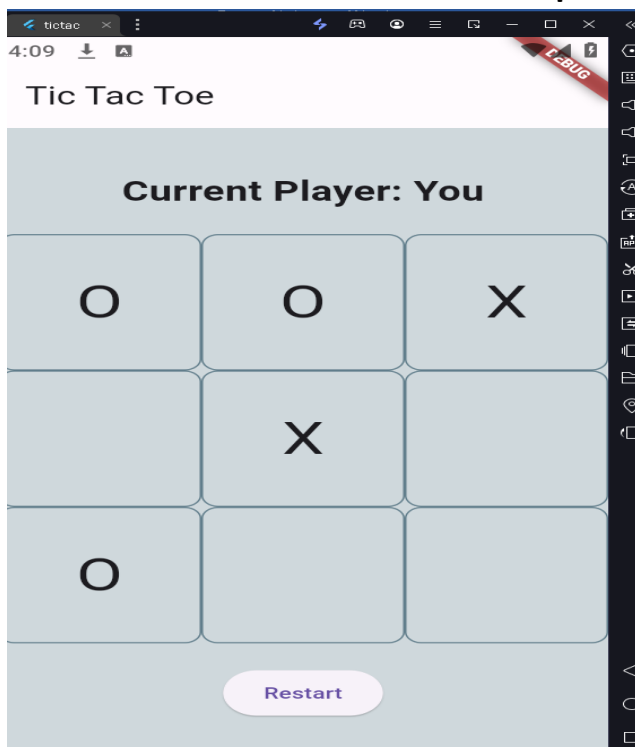 tictac
4:09 A
DEBUG
Tic Tac Toe
Current Player: You
O O X
X
O
Restart